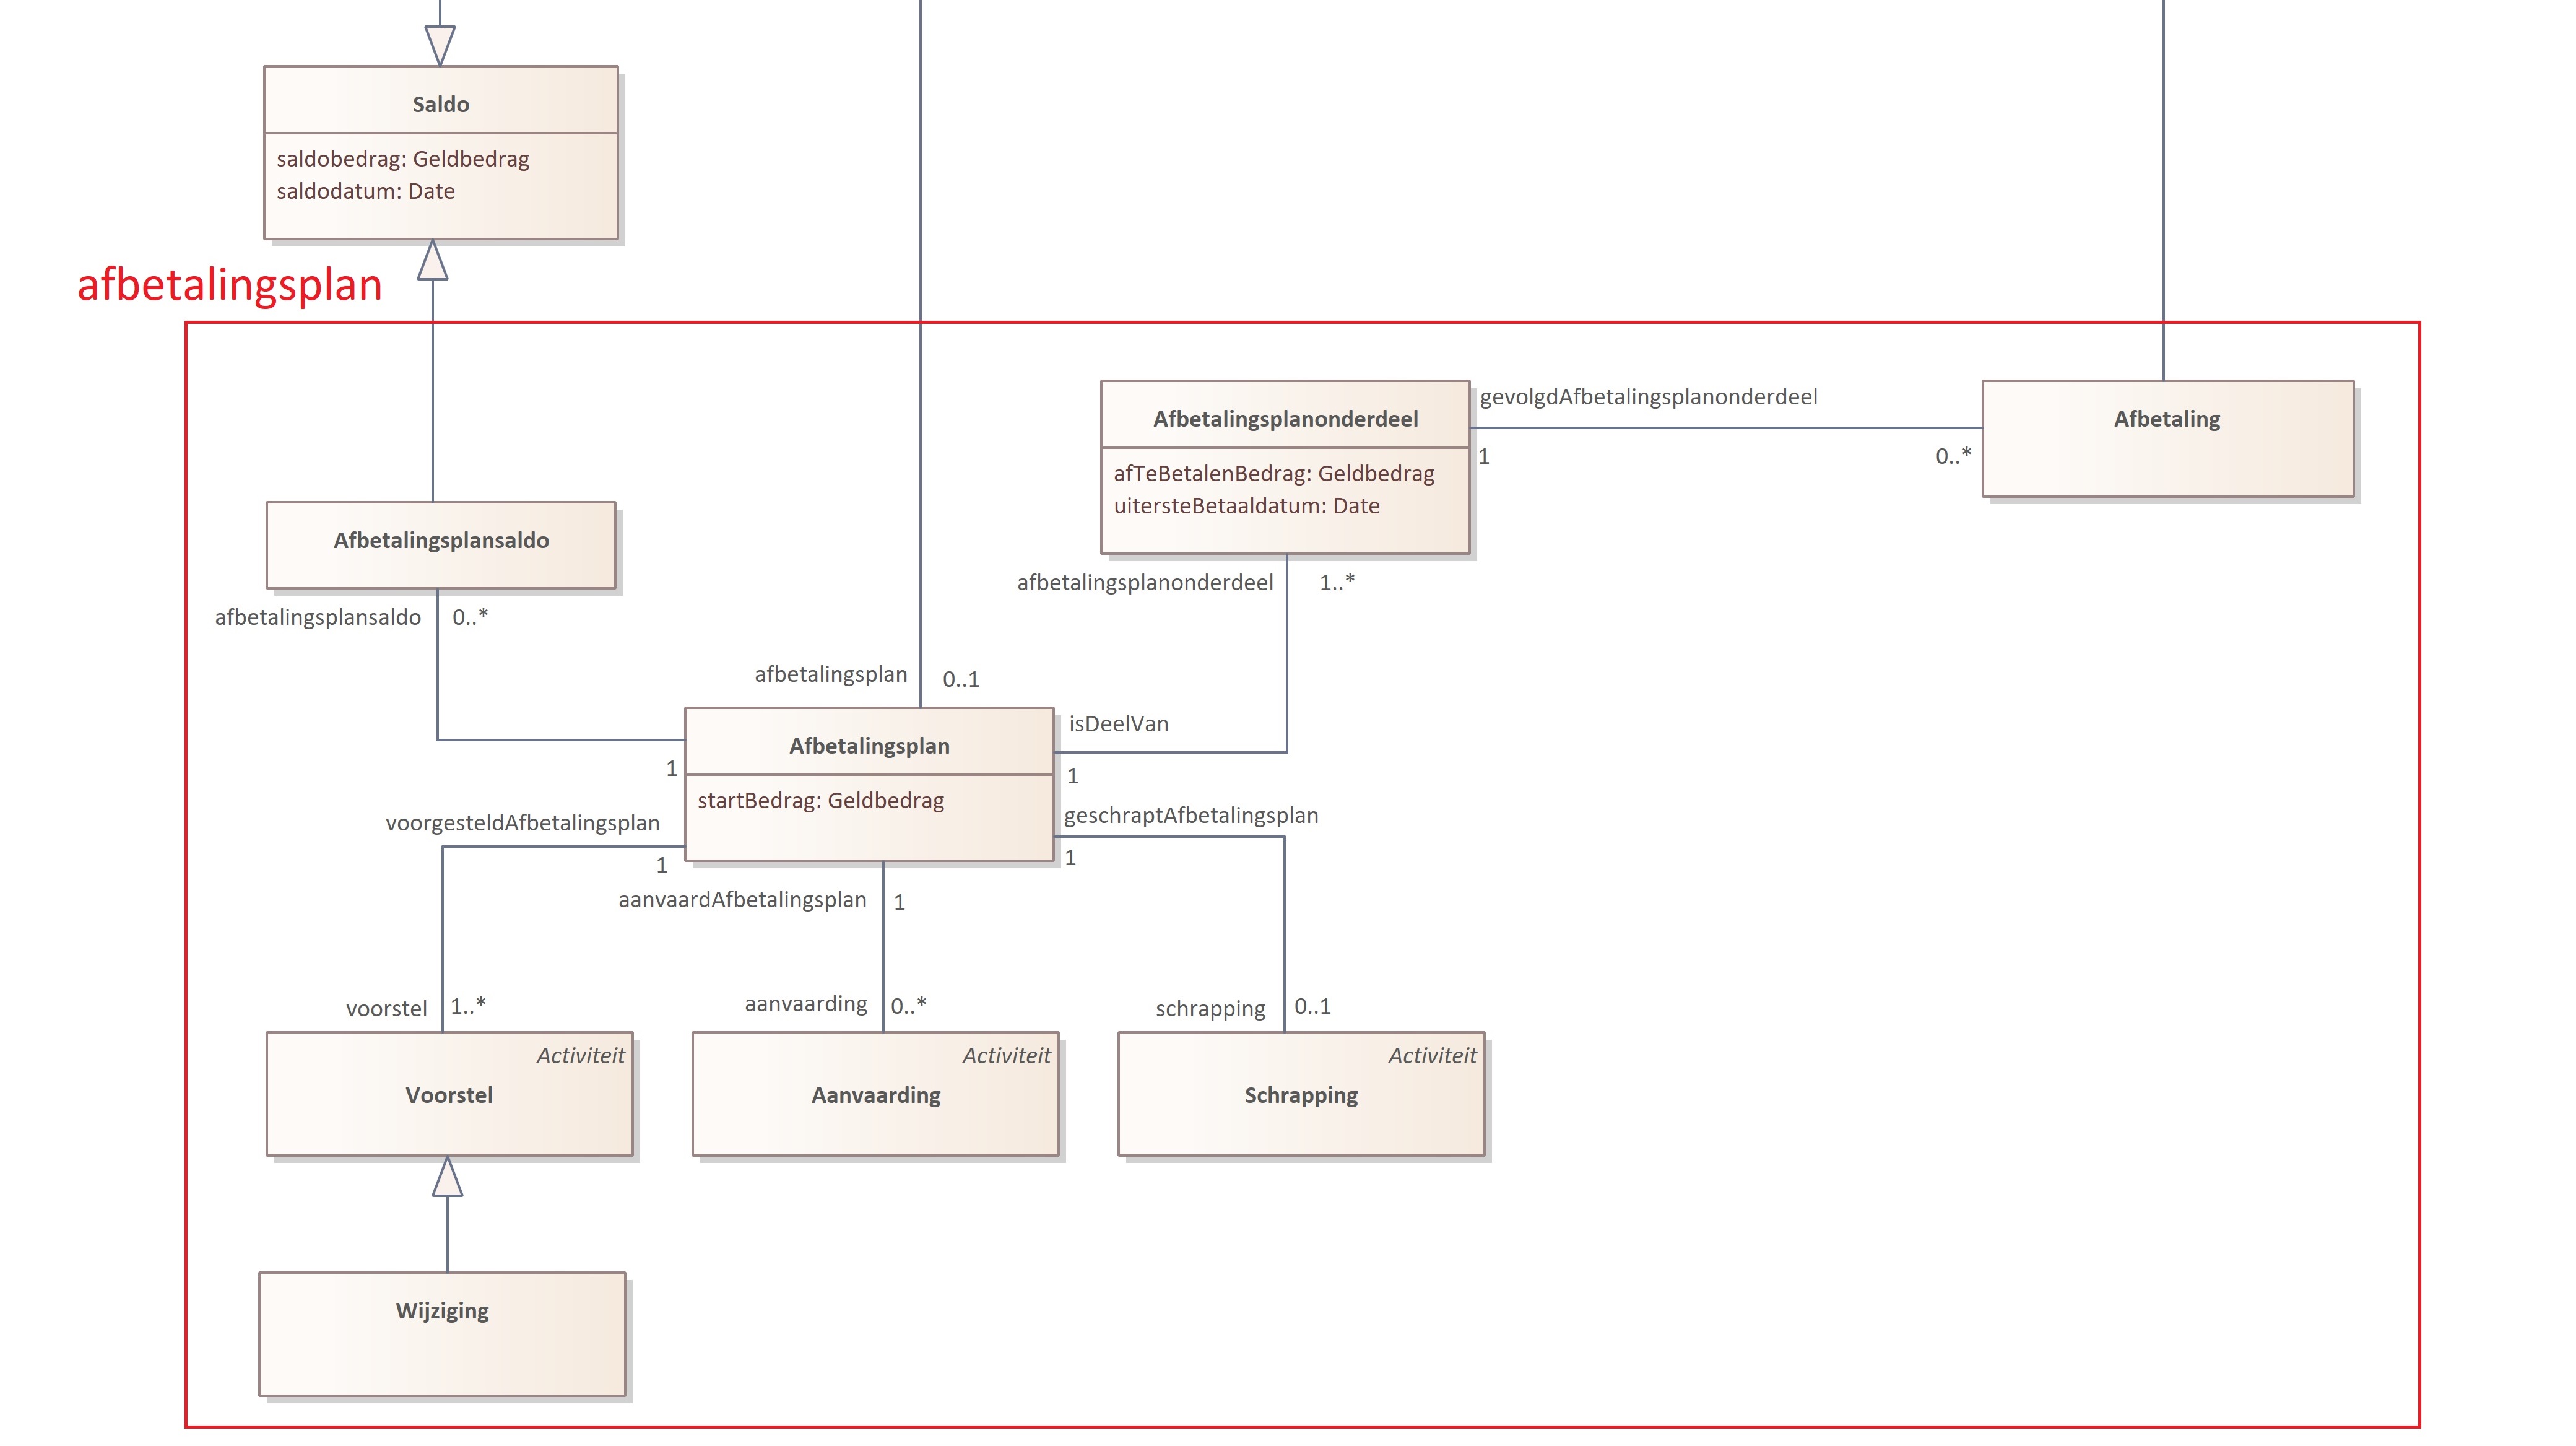 Saldo
saldobedrag: Geldbedrag
saldodatum: Date
afbetalingsplan
Afbetalingsplanonderdeel
afTeBetalenBedrag: Geldbedrag
uitersteBetaaldatum: Date
gevolgdAfbetalingsplanonderdeel
1
0..*
Afbetaling
Afbetalingsplansaldo
afbetalingsplansaldo
0..*
afbetalingsplanonderdeel
1..*
afbetalingsplan
0..1
Afbetalingsplan
startBedrag: Geldbedrag
1
isDeelVan
1
voorgesteldAfbetalingsplan
1
geschraptAfbetalingsplan
1
aanvaardAfbetalingsplan
1
voorstel
1..*
aanvaarding
0..*
schrapping
0..1
Activiteit
Voorstel
Activiteit
Aanvaarding
Activiteit
Schrapping
Wijziging